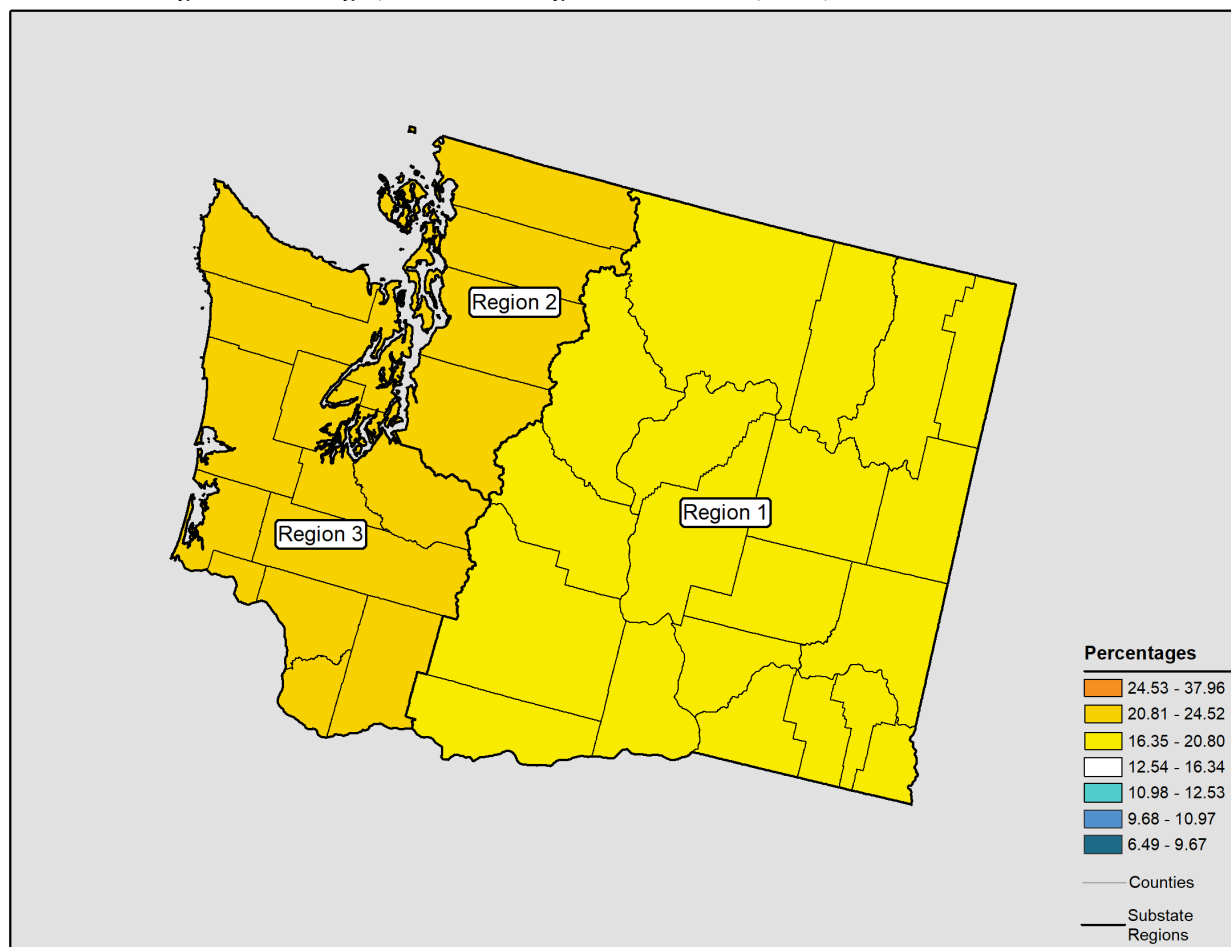 Region 2
Region 1
Region 3
Percentages
24.53 - 37.96
20.81 - 24.52
16.35 - 20.80
12.54 - 16.34
10.98 - 12.53
9.68 - 10.97
6.49 - 9.67
Counties
Substate
Regions